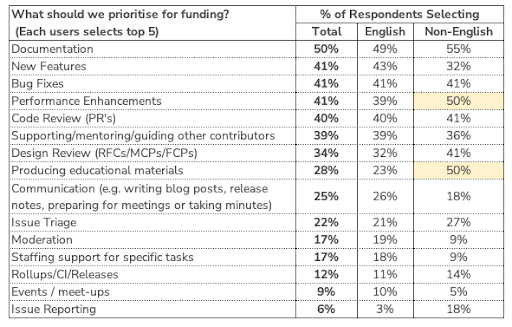 What should we prioritise for funding? % of Respondents Selecting
(Each users selects top 5) Total English Non-English
Documentation 50% 49% 55%
New Features 41% 43% 32%
Bug Fixes 41% 41% 41%
Performance Enhancements 41% 39% 50%
Code Review (PR's) 40% 40% 41%
Supporting/mentoring/guiding other contributors 39% 39% 36%
Design Review (RFCs/MCPs/FCPs) 34% 32% 41%
Producing educational materials 28% 23% 50%
Communication (e.g. writing blog posts, release
notes, preparing for meetings or taking minutes) 25% 26% 18%
Issue Triage 22% 21% 27%
Moderation 17% 19% 9%
Staffing support for specific tasks 17% 18% 9%
Rollups/CI/Releases 12% 11% 14%
Events / meet-ups 9% 10% 5%
Issue Reporting 6% 3% 18%